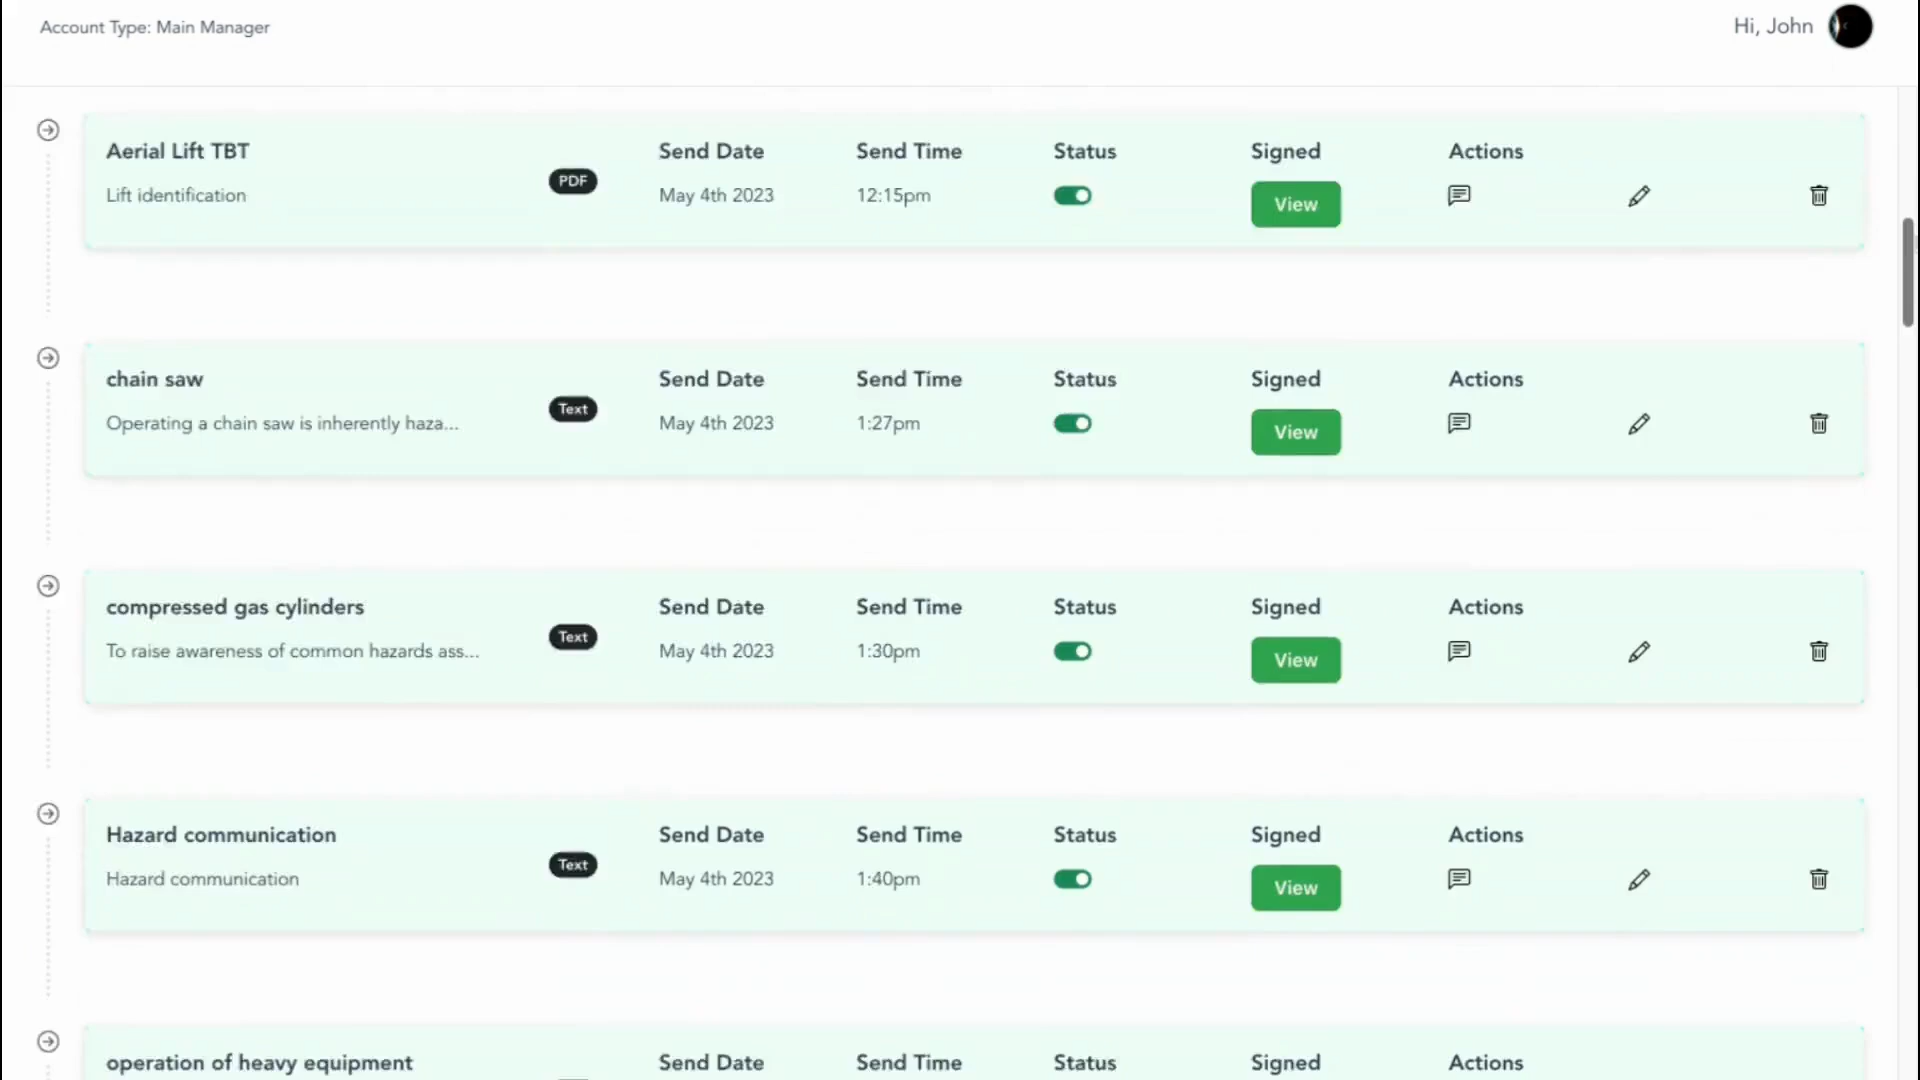 Account Type: Main Manager
Hi, John
Aerial Lift TBT
Send Date
Send Time
Status
Signed
Actions
PDF
Lift identification
May 4th 2023
12:15pm
View
chain saw
Send Date
Send Time
Status
Signed
Actions
Text
Operating a chain saw is inherently haza...
May 4th 2023
1:27pm
View
compressed gas cylinders
Send Date
Send Time
Status
Signed
Actions
Text
To raise awareness of common hazards ass...
May 4th 2023
1:30pm
View
Hazard communication
Send Date
Send Time
Status
Signed
Actions
Text
Hazard communication
May 4th 2023
1:40pm
View
operation of heavy equipment
Send Date
Send Time
Status
Signed
Actions